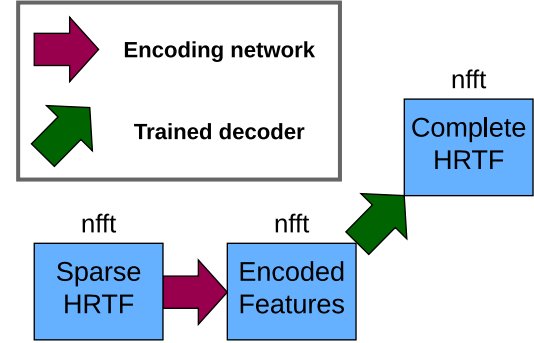 Encoding network
Trained decoder
nfft
Complete
HRTF
nfft
nfft
Sparse
HRTF
Encoded
Features